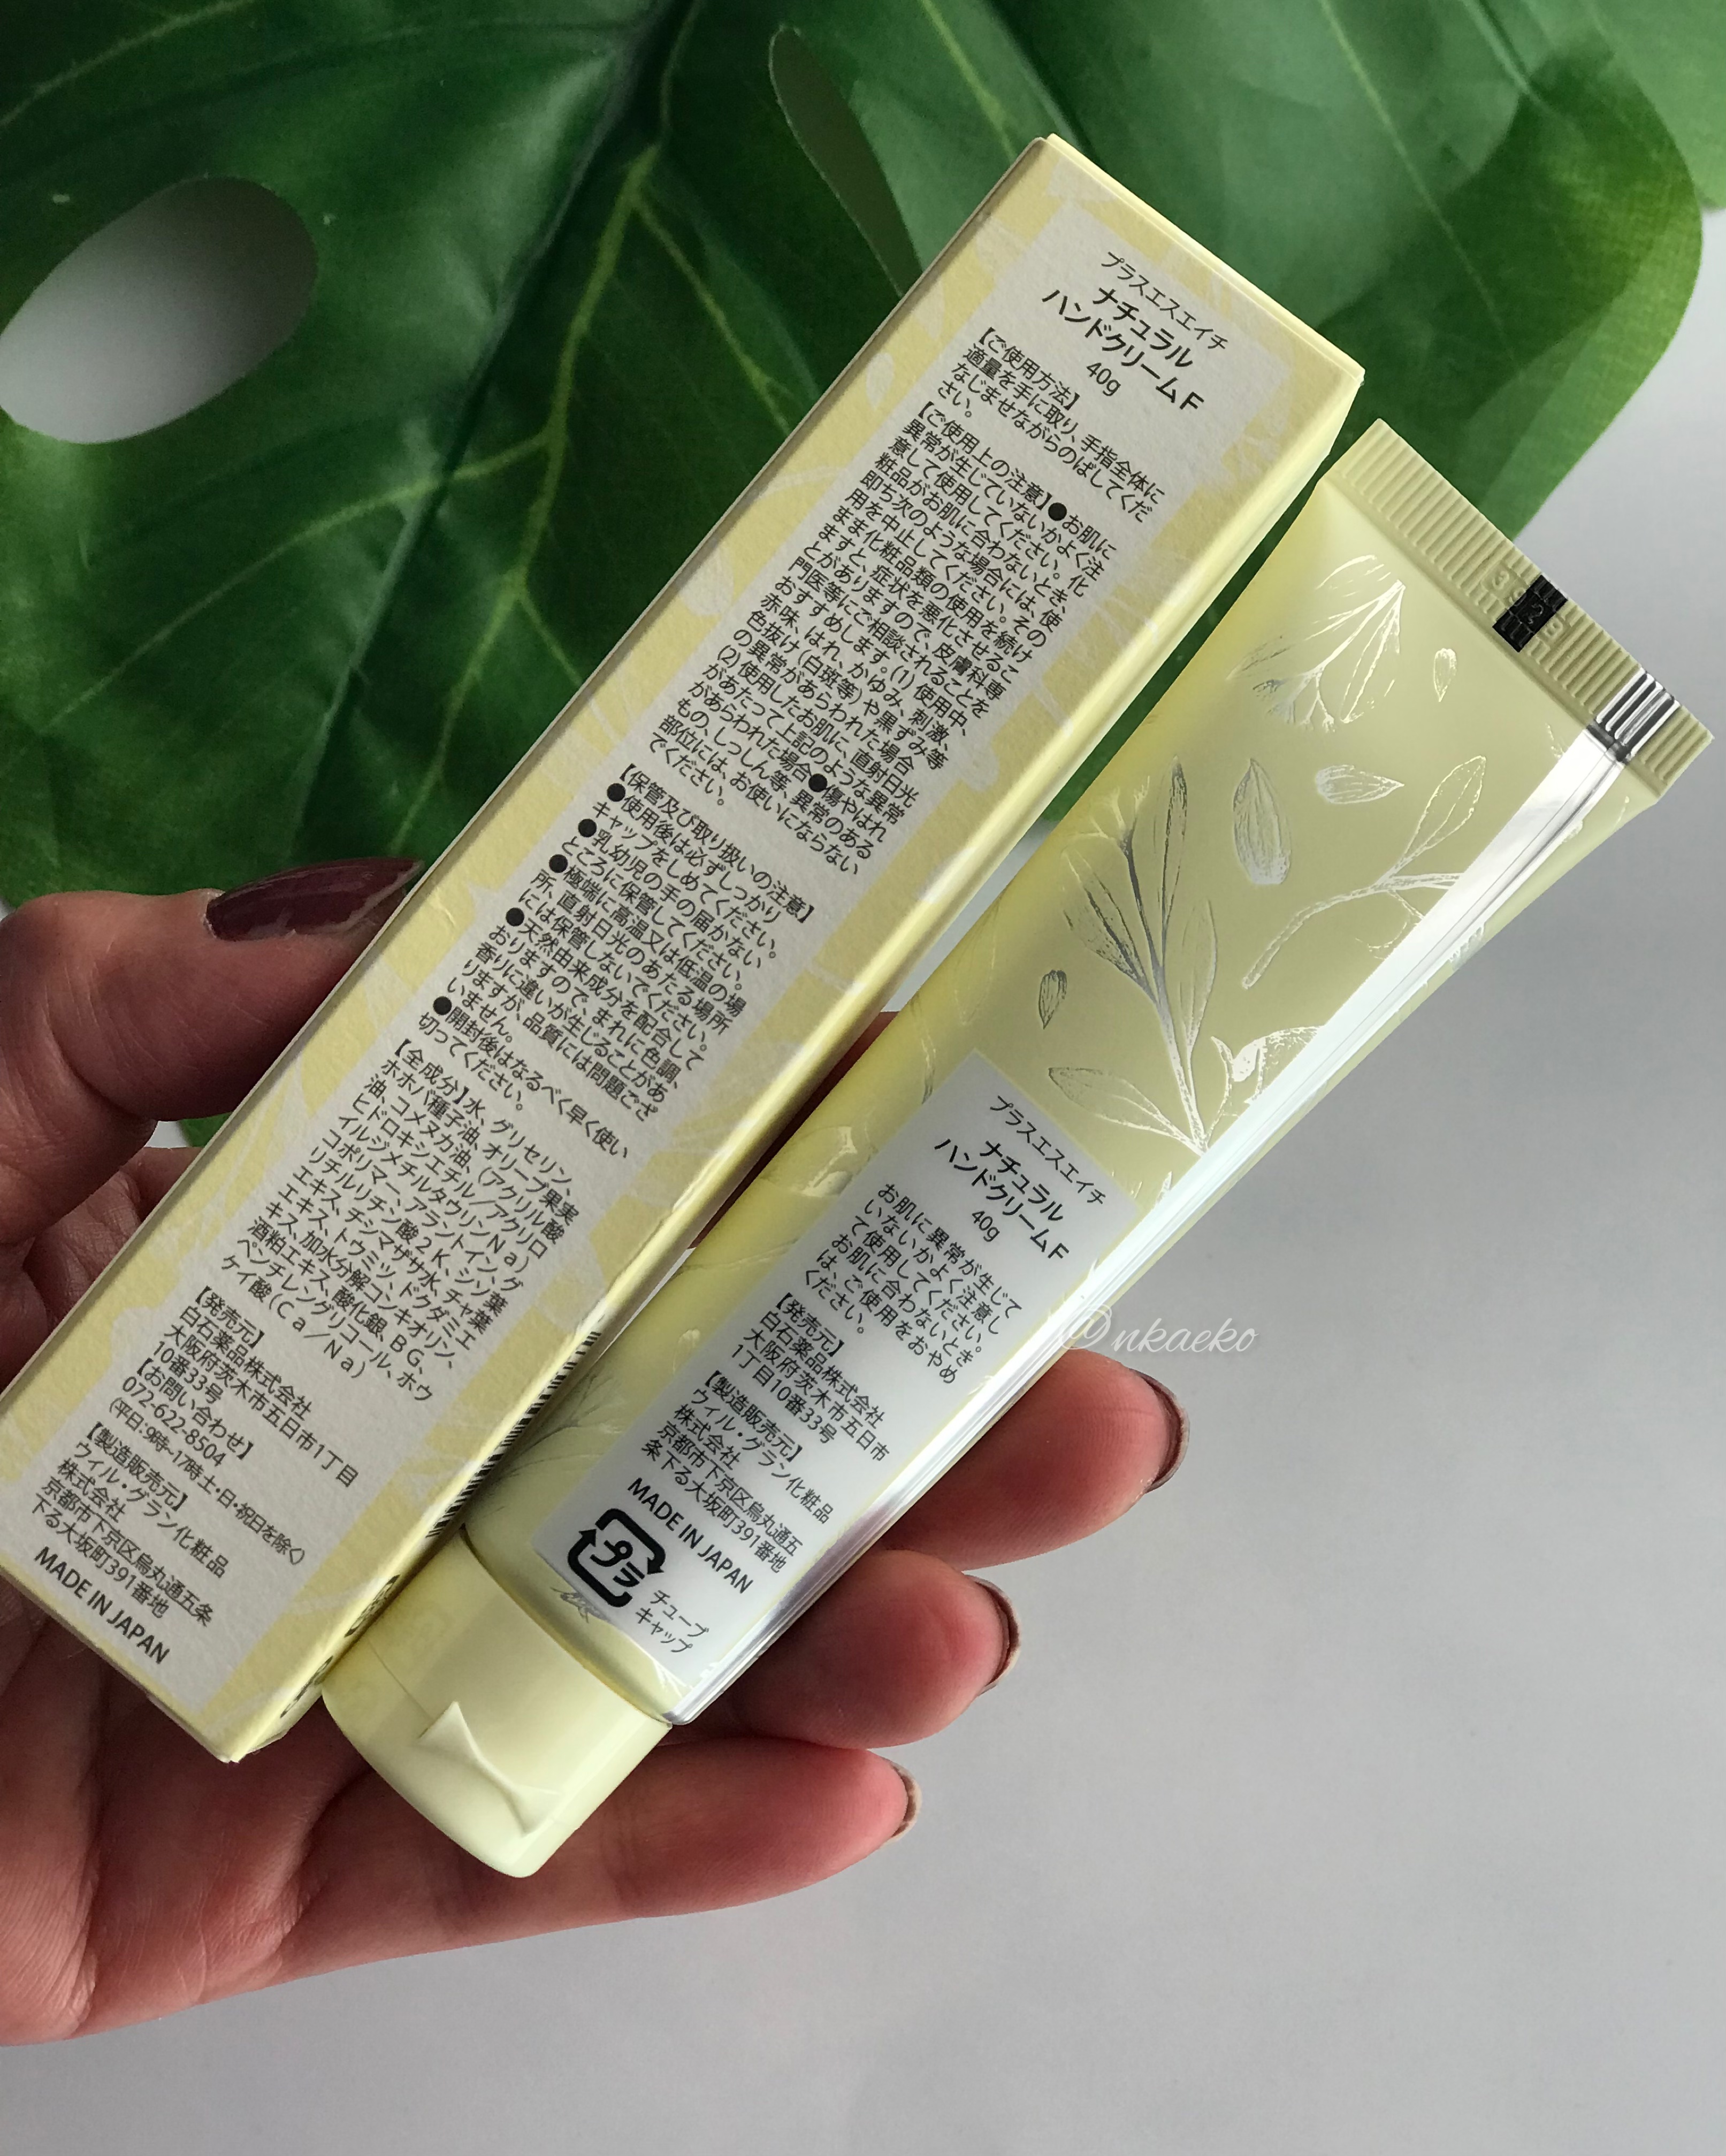 プラスエスエイチ
ナチュラル
ハンドクリームF
40g
【ご使用方法】
適量を手に取り、手指全体に
なじませながらのばしてくだ
さい。
【ご使用上の注意】●お肌に
異常が生じていないかよく注
意して使用してください。化
粧品がお肌に合わないとき、
即ち次のような場合には、使
用を中止してください。その
まま化粧品類の使用を続け
ますと、症状を悪化させるこ
とがありますので、皮膚科専
門医等にご相談されることを
おすすめします。(1) 使用中、
赤味、はれ、かゆみ、刺激、
色抜け(白斑等)や黒ずみ等
の異常があらわれた場合
(2) 使用したお肌に、直射日光
があたって上記のような異常
があらわれた場合●傷やはれ
もの、しっしん等、異常のある
部位には、お使いにならない
でください。
【保管及び取り扱いの注意】
●使用後は必ずしっかり
キャップをしめてください。
●乳幼児の手の届かない
ところに保管してください。
●極端に高温又は低温の場
所、直射日光のあたる場所
には保管しないでください。
●天然由来成分を配合して
おりますので、まれに色調、
香りに違いが生じることがあ
りますが、品質には問題ござ
いません。
●開封後はなるべく早く使い
切ってください。
【全成分】水、グリセリン、
ホホバ種子油、オリーブ果実
油、コメヌカ油、(アクリル酸
ヒドロキシエチル／アクリロ
イルジメチルタウリンNa)
コポリマー、アラントイン、グ
リチルリチン酸2K、シソ葉
エキス、チシマザサ水、チャ葉
エキス、トウミツ、ドクダミエ
キス、加水分解コンキオリン、
酒粕エキス、酸化銀、BG、
ペンチレングリコール、ホウ
ケイ酸(Ca／Na)
【発売元】
白石薬品株式会社
大阪府茨木市五日市1丁目
10番33号
【お問い合わせ】
072-622-8504
(平日:9時~17時 土・日・祝日を除く)
【製造販売元】
ウィル・グラン化粧品
株式会社
京都市下京区烏丸通五条
下る大坂町391番地
MADE IN JAPAN
プラスエスエイチ
ナチュラル
ハンドクリームF
40g
お肌に異常が生じて
いないかよく注意し
て使用してください。
お肌に合わないとき
は、ご使用をおやめ
ください。
【発売元】
白石薬品株式会社
大阪府茨木市五日市
1丁目10番33号
【製造販売元】
ウィル・グラン化粧品
株式会社
京都市下京区烏丸通五
条下る大坂町391番地
MADE IN JAPAN
プラ
チューブ
キャップ
@nkaeko